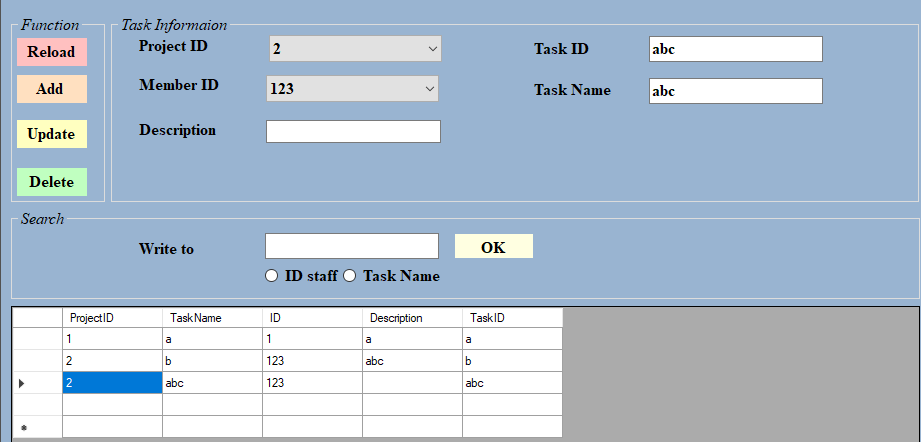 Function
Reload
Add
Update
Delete
Task Informaion
Project ID 2
Task ID abc
Member ID 123
Task Name abc
Description
Search
Write to
OK
ID staff Task Name
ProjectID TaskName ID Description TaskID
1 a 1 a a
2 b 123 abc b
2 abc 123 abc